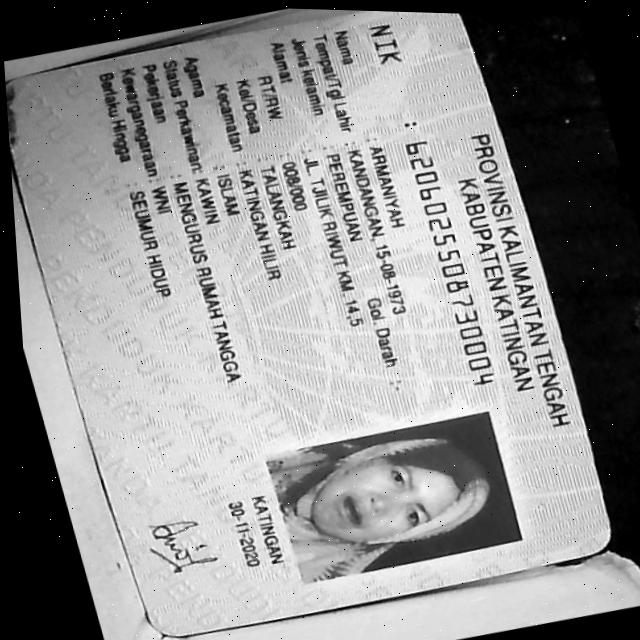 PROVINSI KALIMANTAN TENGAH
KABUPATEN KATINGAN
NIK : 6206025508730004
Nama : ARMANIYAH
Tempat/Tgl Lahir : KANDANGAN, 15-08-1973
Jenis kelamin : PEREMPUAN Gol. Darah : -
Alamat : JL. TJILIK RIWUT KM. 14,5
RT/RW : 008/000
Kel/Desa : TALANGKAH
Kecamatan : KATINGAN HILIR
Agama : ISLAM
Status Perkawinan: KAWIN
Pekerjaan : MENGURUS RUMAH TANGGA
Kewarganegaraan : WNI
Berlaku Hingga : SEUMUR HIDUP
KATINGAN
30-11-2020